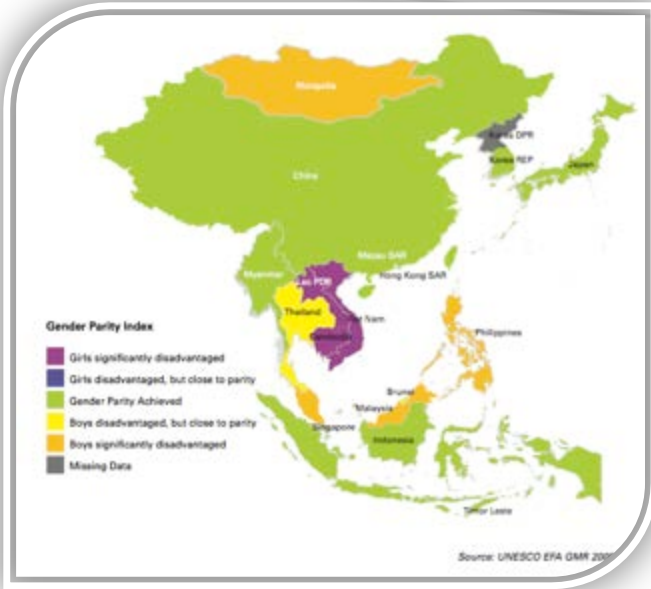 Mongolia
Korea DPR
Korea REP
Japan
China
Macau SAR
Hong Kong SAR
Myanmar
Lao PDR
Thailand
Viet Nam
Cambodia
Philippines
Brunei
Malaysia
Singapore
Indonesia
Timor Leste
Gender Parity Index
Girls significantly disadvantaged
Girls disadvantaged, but close to parity
Gender Parity Achieved
Boys disadvantaged, but close to parity
Boys significantly disadvantaged
Missing Data
Source: UNESCO EFA GMR